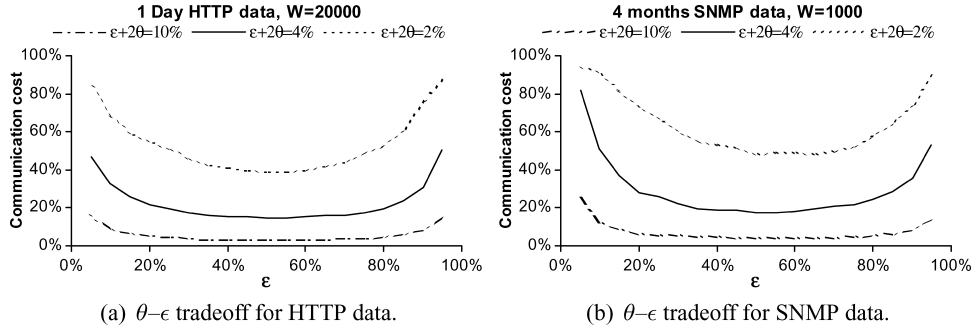 1 Day HTTP data, W=20000
ε+2θ=10% ε+2θ=4% ε+2θ=2%
100%
80%
60%
40%
20%
0%
Communication cost
0% 20% 40% 60% 80% 100%
ε
(a) θ–ϵ tradeoff for HTTP data.
4 months SNMP data, W=1000
ε+2θ=10% ε+2θ=4% ε+2θ=2%
100%
80%
60%
40%
20%
0%
Communication cost
0% 20% 40% 60% 80% 100%
ε
(b) θ–ϵ tradeoff for SNMP data.